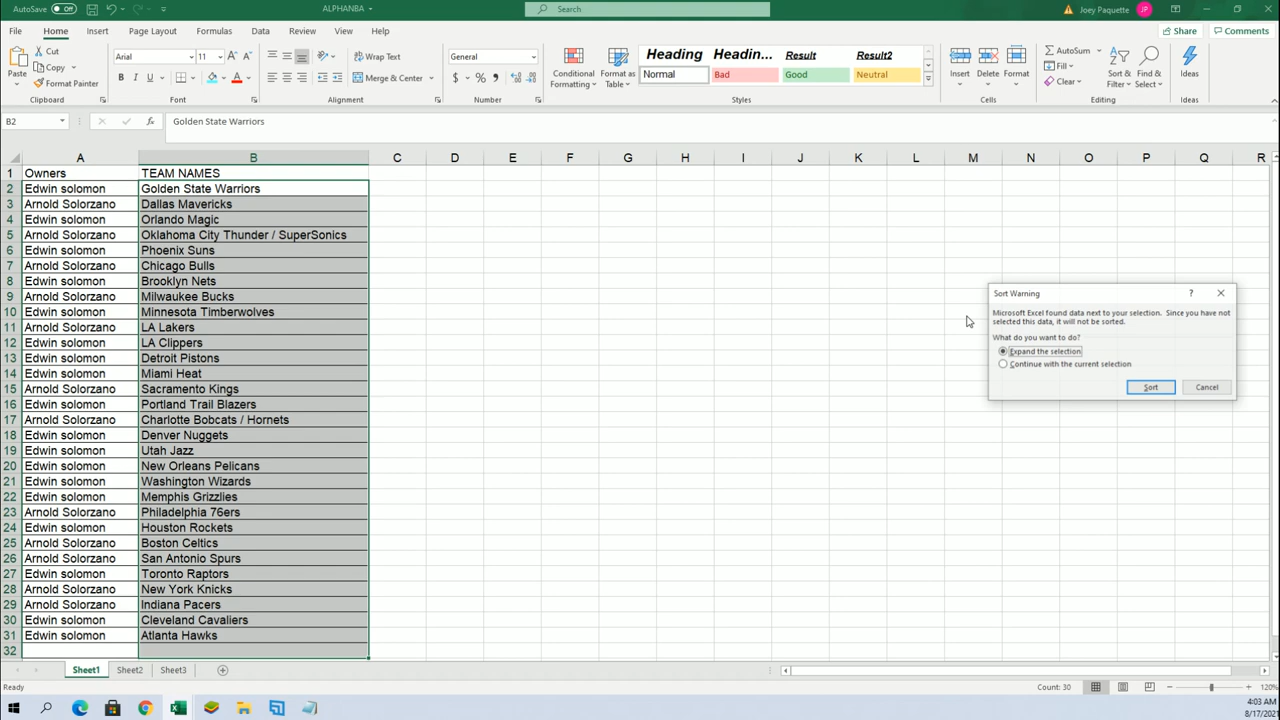 AutoSave Off ALPHANBA Search Joey Paquette JP
File Home Insert Page Layout Formulas Data Review View Help Share Comments
Cut
Copy
Format Painter
Paste
Clipboard
Arial 11 A A
B I U A
Font
Wrap Text
Merge & Center
Alignment
General
$ % ,
Number
Conditional Formatting
Format as Table
Heading Headin... Result Result2
Normal Bad Good Neutral
Styles
Insert Delete Format
Cells
AutoSum
Fill
Clear
Sort & Filter
Find & Select
Editing
Ideas
Ideas
B2 fx Golden State Warriors
A B C D E F G H I J K L M N O P Q R
1 Owners TEAM NAMES
2 Edwin solomon Golden State Warriors
3 Arnold Solorzano Dallas Mavericks
4 Edwin solomon Orlando Magic
5 Arnold Solorzano Oklahoma City Thunder / SuperSonics
6 Edwin solomon Phoenix Suns
7 Arnold Solorzano Chicago Bulls
8 Edwin solomon Brooklyn Nets
9 Arnold Solorzano Milwaukee Bucks
10 Edwin solomon Minnesota Timberwolves
11 Arnold Solorzano LA Lakers
12 Edwin solomon LA Clippers
13 Edwin solomon Detroit Pistons
14 Edwin solomon Miami Heat
15 Arnold Solorzano Sacramento Kings
16 Edwin solomon Portland Trail Blazers
17 Arnold Solorzano Charlotte Bobcats / Hornets
18 Edwin solomon Denver Nuggets
19 Edwin solomon Utah Jazz
20 Edwin solomon New Orleans Pelicans
21 Edwin solomon Washington Wizards
22 Edwin solomon Memphis Grizzlies
23 Arnold Solorzano Philadelphia 76ers
24 Edwin solomon Houston Rockets
25 Arnold Solorzano Boston Celtics
26 Arnold Solorzano San Antonio Spurs
27 Edwin solomon Toronto Raptors
28 Arnold Solorzano New York Knicks
29 Arnold Solorzano Indiana Pacers
30 Edwin solomon Cleveland Cavaliers
31 Edwin solomon Atlanta Hawks
32
Sort Warning ?
Microsoft Excel found data next to your selection. Since you have not
selected this data, it will not be sorted.
What do you want to do?
Expand the selection
Continue with the current selection
Sort Cancel
Sheet1 Sheet2 Sheet3
Ready Count: 30 120%
4:03 AM